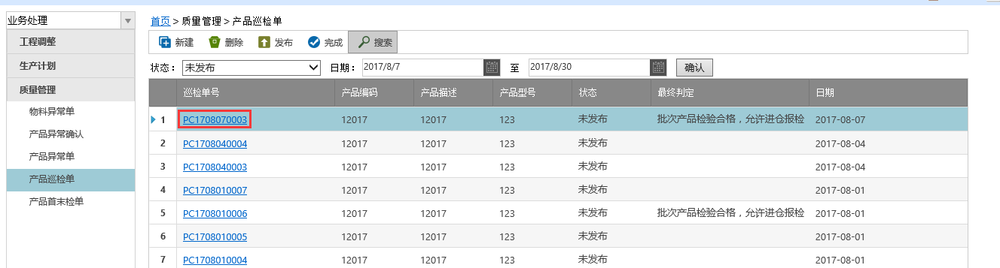 业务处理
工程调整
生产计划
质量管理
物料异常单
产品异常确认
产品异常单
产品巡检单
产品首末检单
首页 > 质量管理 > 产品巡检单
新建 删除 发布 完成 搜索
状态： 未发布 日期： 2017/8/7 至 2017/8/30 确认
巡检单号 产品编码 产品描述 产品型号 状态 最终判定 日期
1 PC1708070003 12017 12017 123 未发布 批次产品检验合格，允许进仓报检 2017-08-07
2 PC1708040004 12017 12017 123 未发布 2017-08-04
3 PC1708040003 12017 12017 123 未发布 2017-08-04
4 PC1708010007 12017 12017 123 未发布 2017-08-01
5 PC1708010006 12017 12017 123 未发布 批次产品检验合格，允许进仓报检 2017-08-01
6 PC1708010005 12017 12017 123 未发布 2017-08-01
7 PC1708010004 12017 12017 123 未发布 2017-08-01